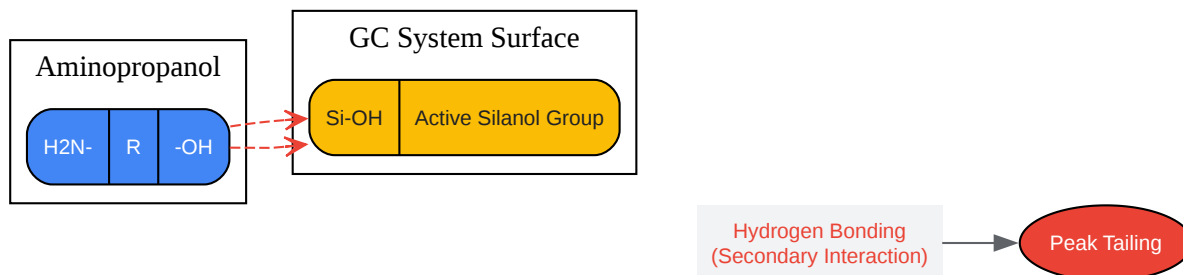 Aminopropanol
H2N-
R
-OH
GC System Surface
Si-OH
Active Silanol Group
Hydrogen Bonding
(Secondary Interaction)
Peak Tailing